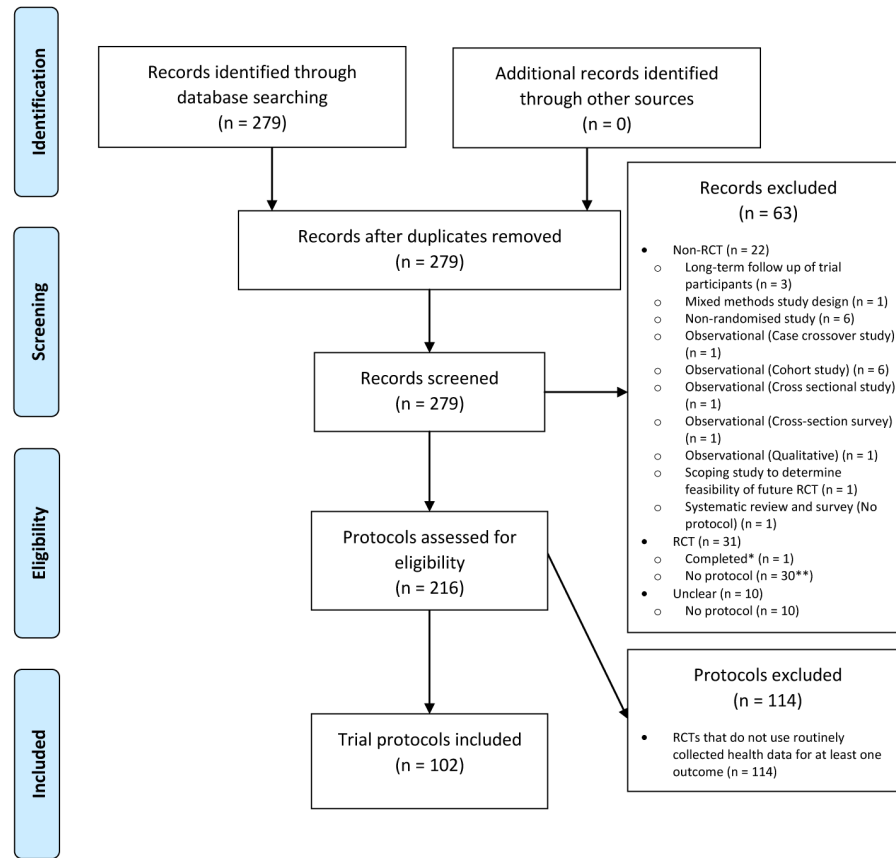 Identification
Records identified through
database searching
(n = 279)
Additional records identified
through other sources
(n = 0)
Screening
Records after duplicates removed
(n = 279)
Records screened
(n = 279)
Records excluded
(n = 63)
• Non-RCT (n = 22)
o Long-term follow up of trial
participants (n = 3)
o Mixed methods study design (n = 1)
o Non-randomised study (n = 6)
o Observational (Case crossover study)
(n = 1)
o Observational (Cohort study) (n = 6)
o Observational (Cross sectional study)
(n = 1)
o Observational (Cross-section survey)
(n = 1)
o Observational (Qualitative) (n = 1)
o Scoping study to determine
feasibility of future RCT (n = 1)
o Systematic review and survey (No
protocol) (n = 1)
• RCT (n = 31)
o Completed* (n = 1)
o No protocol (n = 30**)
• Unclear (n = 10)
o No protocol (n = 10)
Eligibility
Protocols assessed for
eligibility
(n = 216)
Protocols excluded
(n = 114)
• RCTs that do not use routinely
collected health data for at least one
outcome (n = 114)
Included
Trial protocols included
(n = 102)